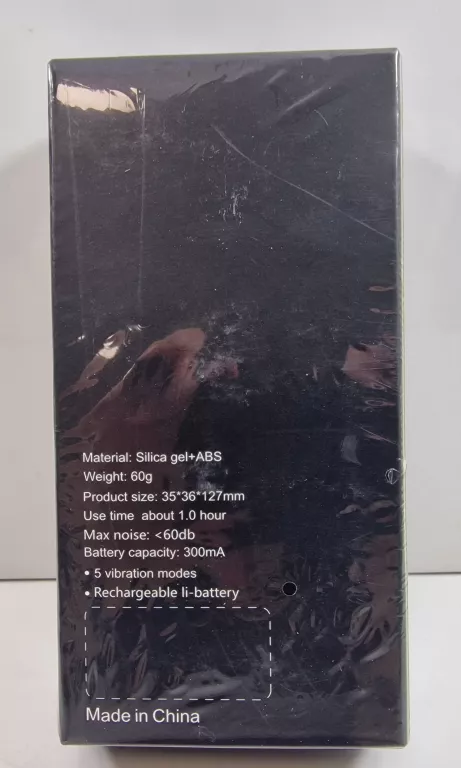 Material: Silica gel+ABS
Weight: 60g
Product size: 35*36*127mm
Use time about 1.0 hour
Max noise: <60db
Battery capacity: 300mA
• 5 vibration modes
• Rechargeable li-battery
Made in China